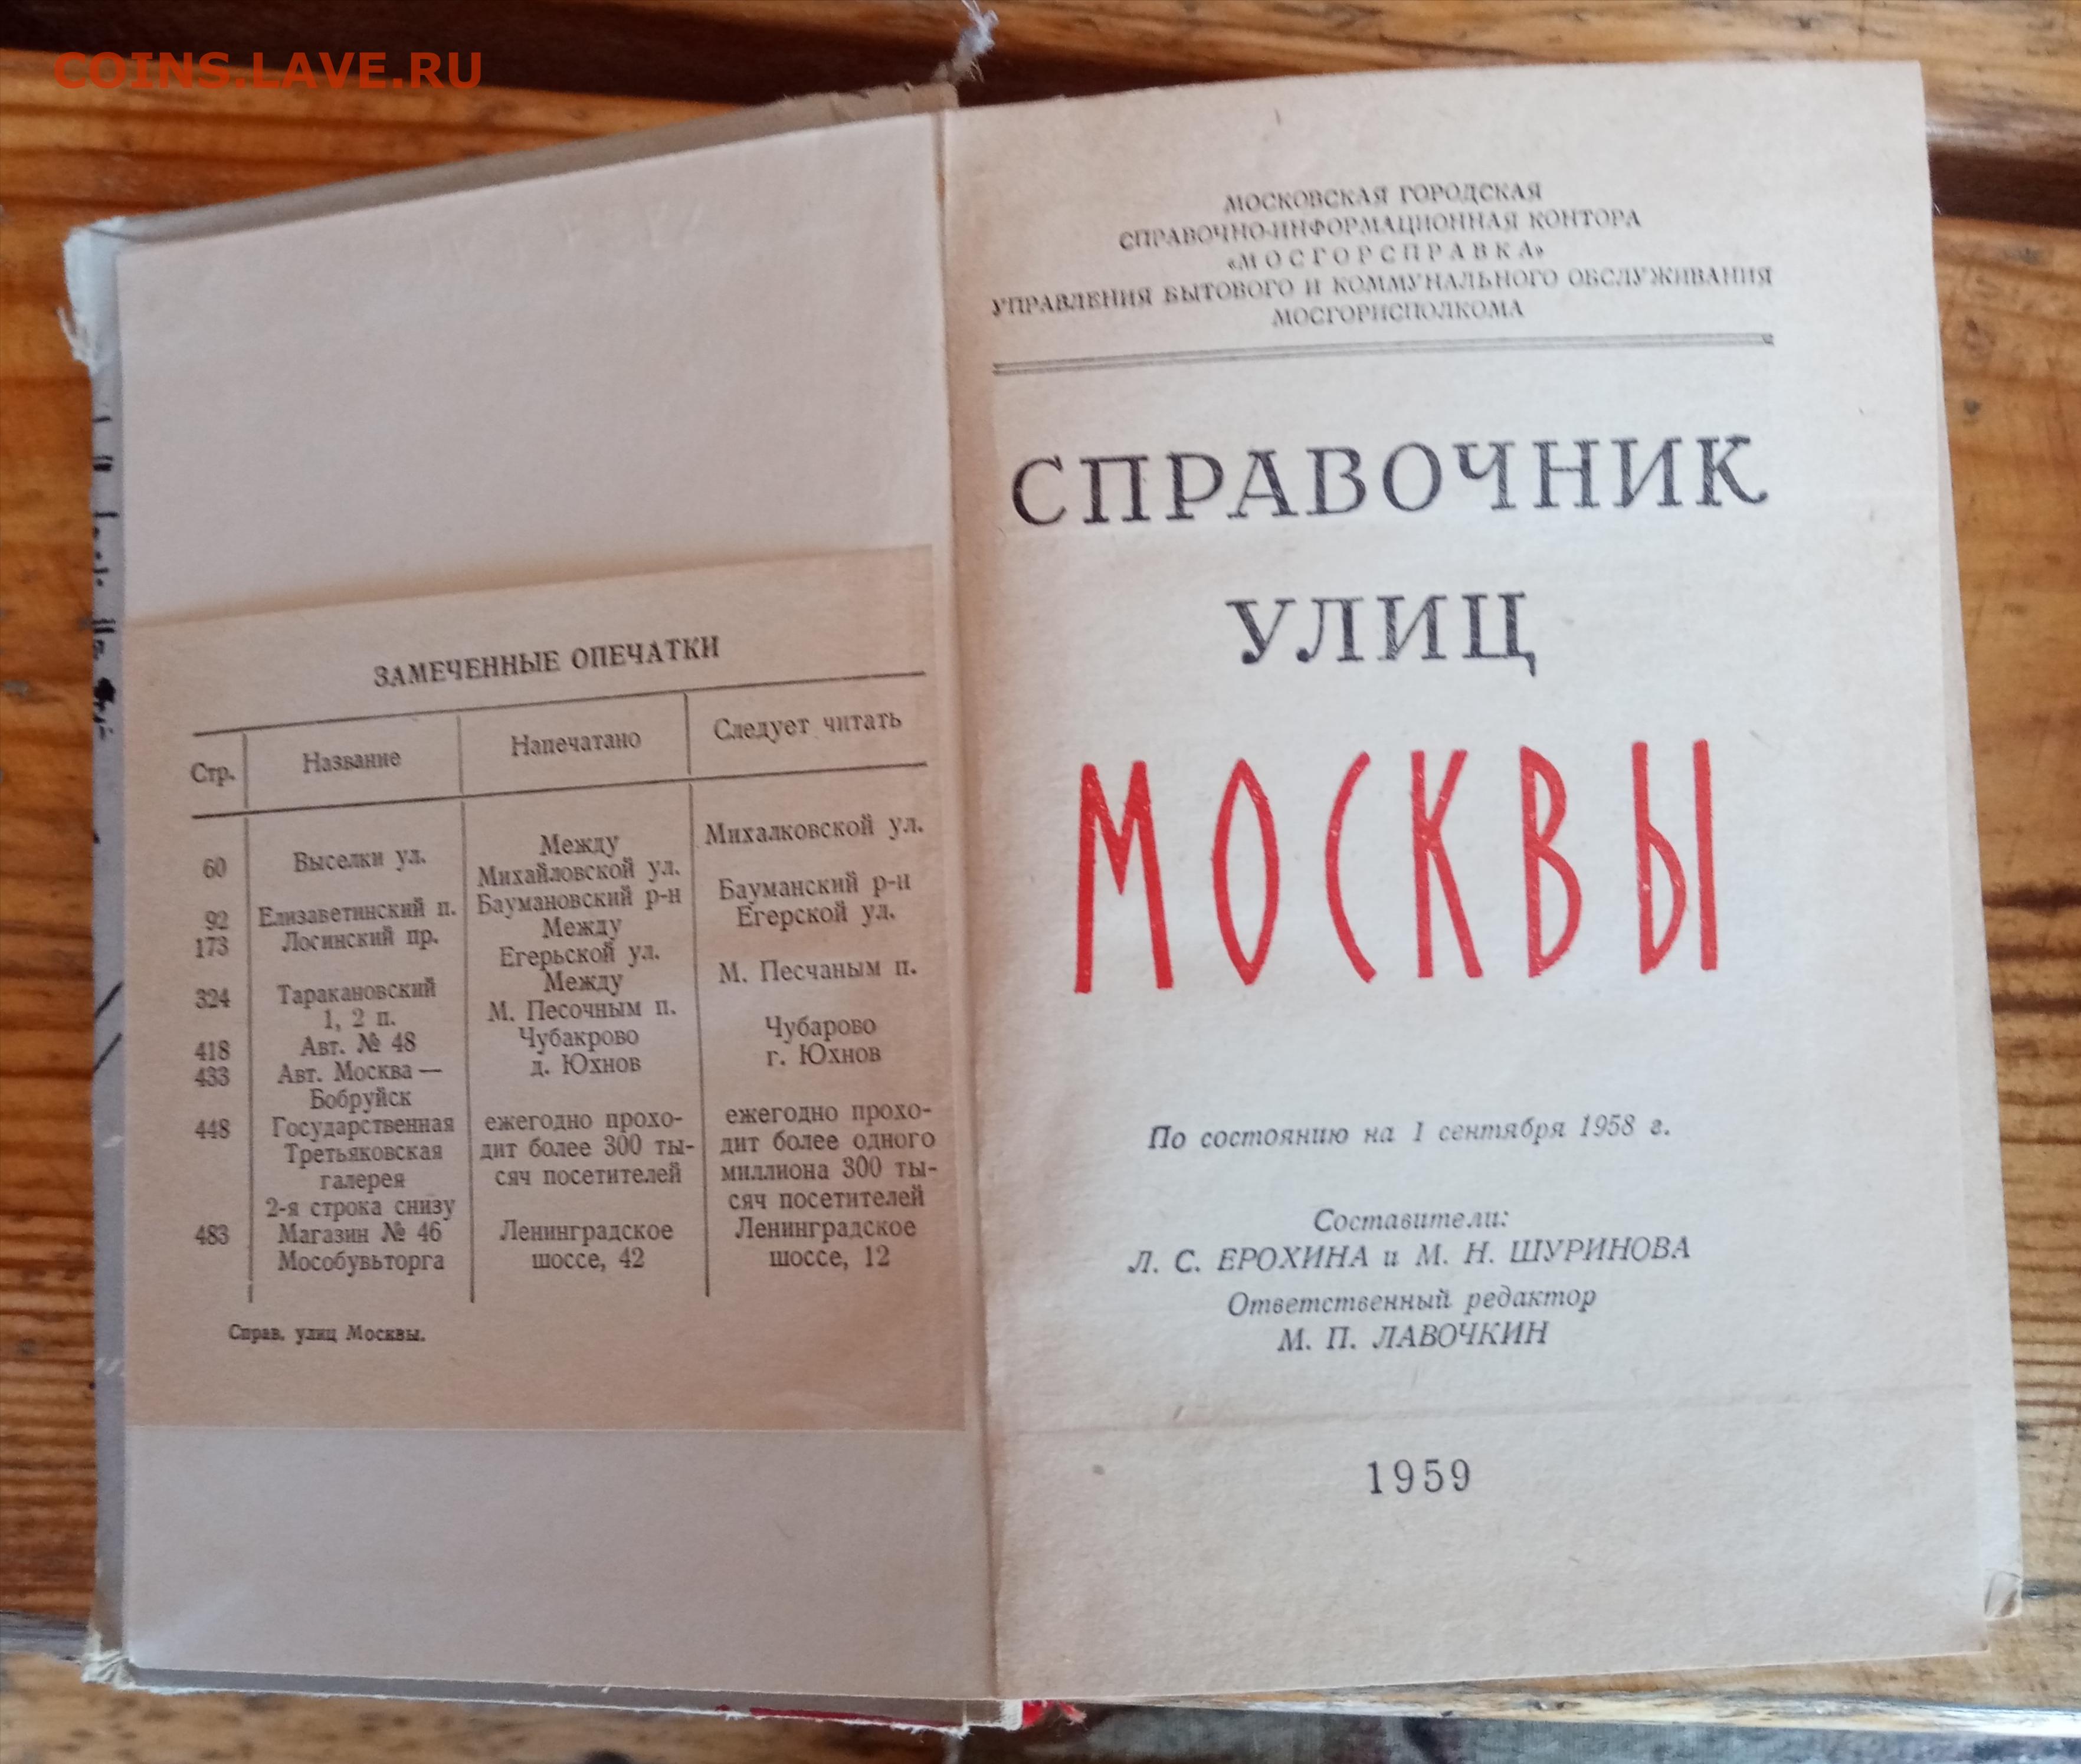 COINS.LAVE.RU
ЗАМЕЧЕННЫЕ ОПЕЧАТКИ
Стр. Название Напечатано Следует читать
60 Выселки ул. Между Михалковской ул.
Михайловской ул.
92 Елизаветинский п. Баумановский р-н Бауманский р-н
173 Лосинский пр. Между Егерской ул.
Егерьской ул.
324 Таракановский Между М. Песчаным п.
1, 2 п. М. Песочным п.
418 Авт. № 48 Чубакрово Чубарово
433 Авт. Москва — д. Юхнов г. Юхнов
Бобруйск
448 Государственная ежегодно прохо- ежегодно прохо-
Третьяковская дит более 300 ты- дит более одного
галерея сяч посетителей миллиона 300 ты-
2-я строка снизу сяч посетителей
483 Магазин № 46 Ленинградское Ленинградское
Мособувьторга шоссе, 42 шоссе, 12
Справ. улиц Москвы.
МОСКОВСКАЯ ГОРОДСКАЯ
СПРАВОЧНО-ИНФОРМАЦИОННАЯ КОНТОРА
«МОСГОРСПРАВКА»
УПРАВЛЕНИЯ БЫТОВОГО И КОММУНАЛЬНОГО ОБСЛУЖИВАНИЯ
МОСГОРИСПОЛКОМА
СПРАВОЧНИК
УЛИЦ
МОСКВЫ
По состоянию на 1 сентября 1958 г.
Составители:
Л. С. ЕРОХИНА и М. Н. ШУРИНОВА
Ответственный редактор
М. П. ЛАВОЧКИН
1959